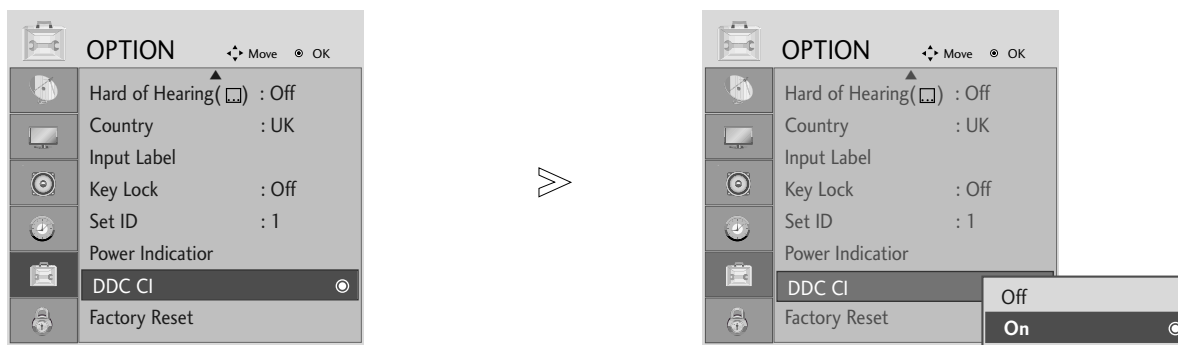 OPTION Move OK
Hard of Hearing( ) : Off
Country : UK
Input Label
Key Lock : Off
Set ID : 1
Power Indicatior
DDC CI
Factory Reset
OPTION Move OK
Hard of Hearing( ) : Off
Country : UK
Input Label
Key Lock : Off
Set ID : 1
Power Indicatior
DDC CI
Factory Reset
Off
On